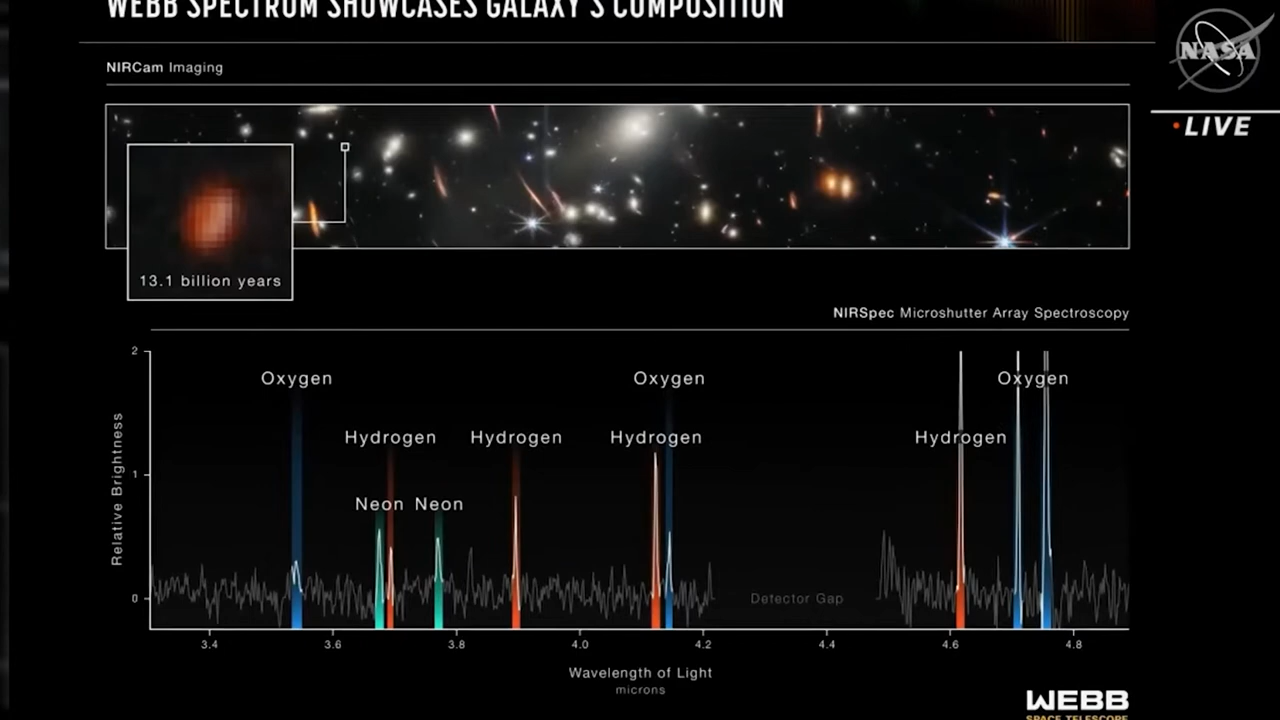 WEBB SPECTRUM SHOWCASES GALAXY'S COMPOSITION
NASA
LIVE
NIRCam Imaging
13.1 billion years
NIRSpec Microshutter Array Spectroscopy
2
Oxygen
Oxygen
Oxygen
Hydrogen
Hydrogen
Hydrogen
Hydrogen
1
Neon
Neon
Relative Brightness
0
Detector Gap
3.4
3.6
3.8
4.0
4.2
4.4
4.6
4.8
Wavelength of Light
microns
WEBB
SPACE TELESCOPE